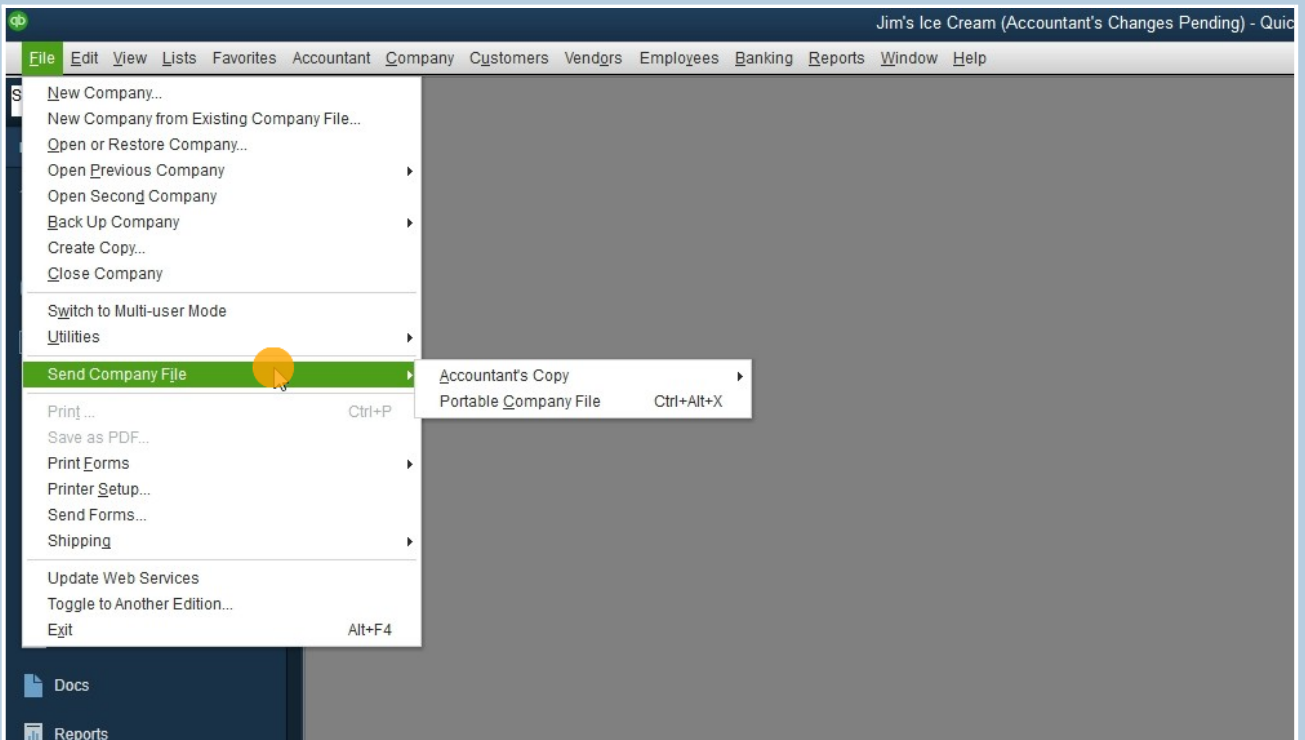 qb
Jim's Ice Cream (Accountant's Changes Pending) - Quic
File Edit View Lists Favorites Accountant Company Customers Vendors Employees Banking Reports Window Help
S
New Company...
New Company from Existing Company File...
Open or Restore Company...
Open Previous Company
Open Second Company
Back Up Company
Create Copy...
Close Company
Switch to Multi-user Mode
Utilities
Send Company File
Accountant's Copy
Portable Company File Ctrl+Alt+X
Print ... Ctrl+P
Save as PDF...
Print Forms
Printer Setup...
Send Forms...
Shipping
Update Web Services
Toggle to Another Edition...
Exit Alt+F4
Docs
Reports